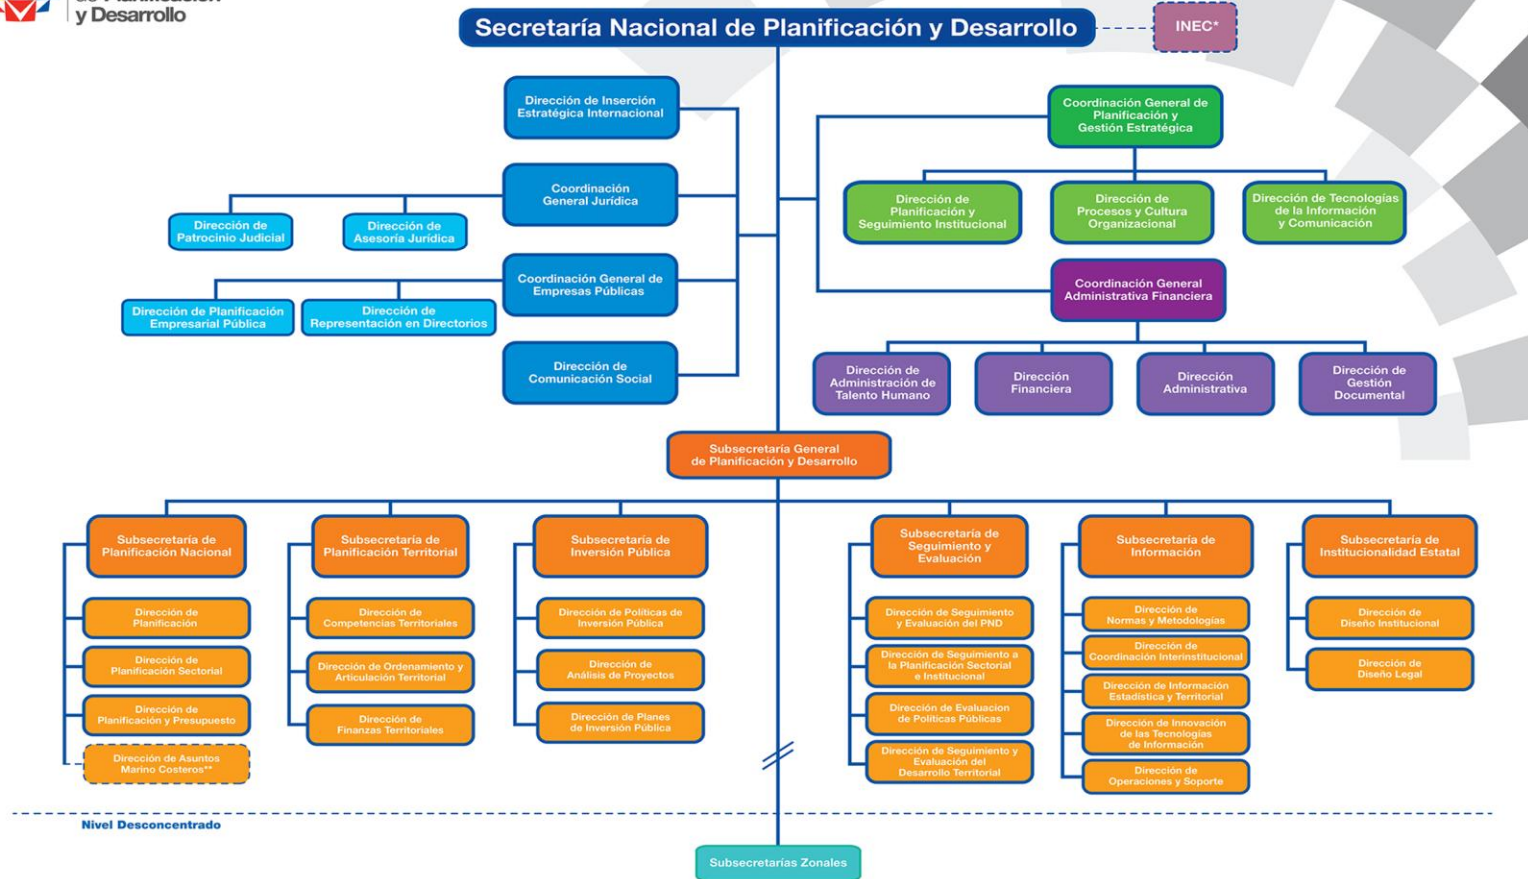 de Planificación
y Desarrollo
Secretaría Nacional de Planificación y Desarrollo
INEC*
Dirección de Inserción
Estratégica Internacional
Coordinación
General Jurídica
Dirección de
Patrocinio Judicial
Dirección de
Asesoría Jurídica
Coordinación General de
Empresas Públicas
Dirección de Planificación
Empresarial Pública
Dirección de
Representación en Directorios
Dirección de
Comunicación Social
Coordinación General de
Planificación y
Gestión Estratégica
Dirección de
Planificación y
Seguimiento Institucional
Dirección de
Procesos y Cultura
Organizacional
Dirección de Tecnologías
de la Información
y Comunicación
Coordinación General
Administrativa Financiera
Dirección de
Administración de
Talento Humano
Dirección
Financiera
Dirección
Administrativa
Dirección de
Gestión
Documental
Subsecretaría General
de Planificación y Desarrollo
Subsecretaría de
Planificación Nacional
Dirección de
Planificación
Dirección de
Planificación Sectorial
Dirección de
Planificación y Presupuesto
Dirección de Asuntos
Marino Costeros**
Subsecretaría de
Planificación Territorial
Dirección de
Competencias Territoriales
Dirección de Ordenamiento y
Articulación Territorial
Dirección de
Finanzas Territoriales
Subsecretaría de
Inversión Pública
Dirección de Políticas de
Inversión Pública
Dirección de
Análisis de Proyectos
Dirección de Planes
de Inversión Pública
Subsecretaría de
Seguimiento y
Evaluación
Dirección de Seguimiento
y Evaluación del PND
Dirección de Seguimiento a
la Planificación Sectorial
e Institucional
Dirección de Evaluacion
de Políticas Públicas
Dirección de Seguimiento y
Evaluación del
Desarrollo Territorial
Subsecretaría de
Información
Dirección de
Normas y Metodologías
Dirección de
Coordinación Interinstitucional
Dirección de Información
Estadística y Territorial
Dirección de Innovación
de las Tecnologías
de Información
Dirección de
Operaciones y Soporte
Subsecretaría de
Institucionalidad Estatal
Dirección de
Diseño Institucional
Dirección de
Diseño Legal
Nivel Desconcentrado
Subsecretarías Zonales